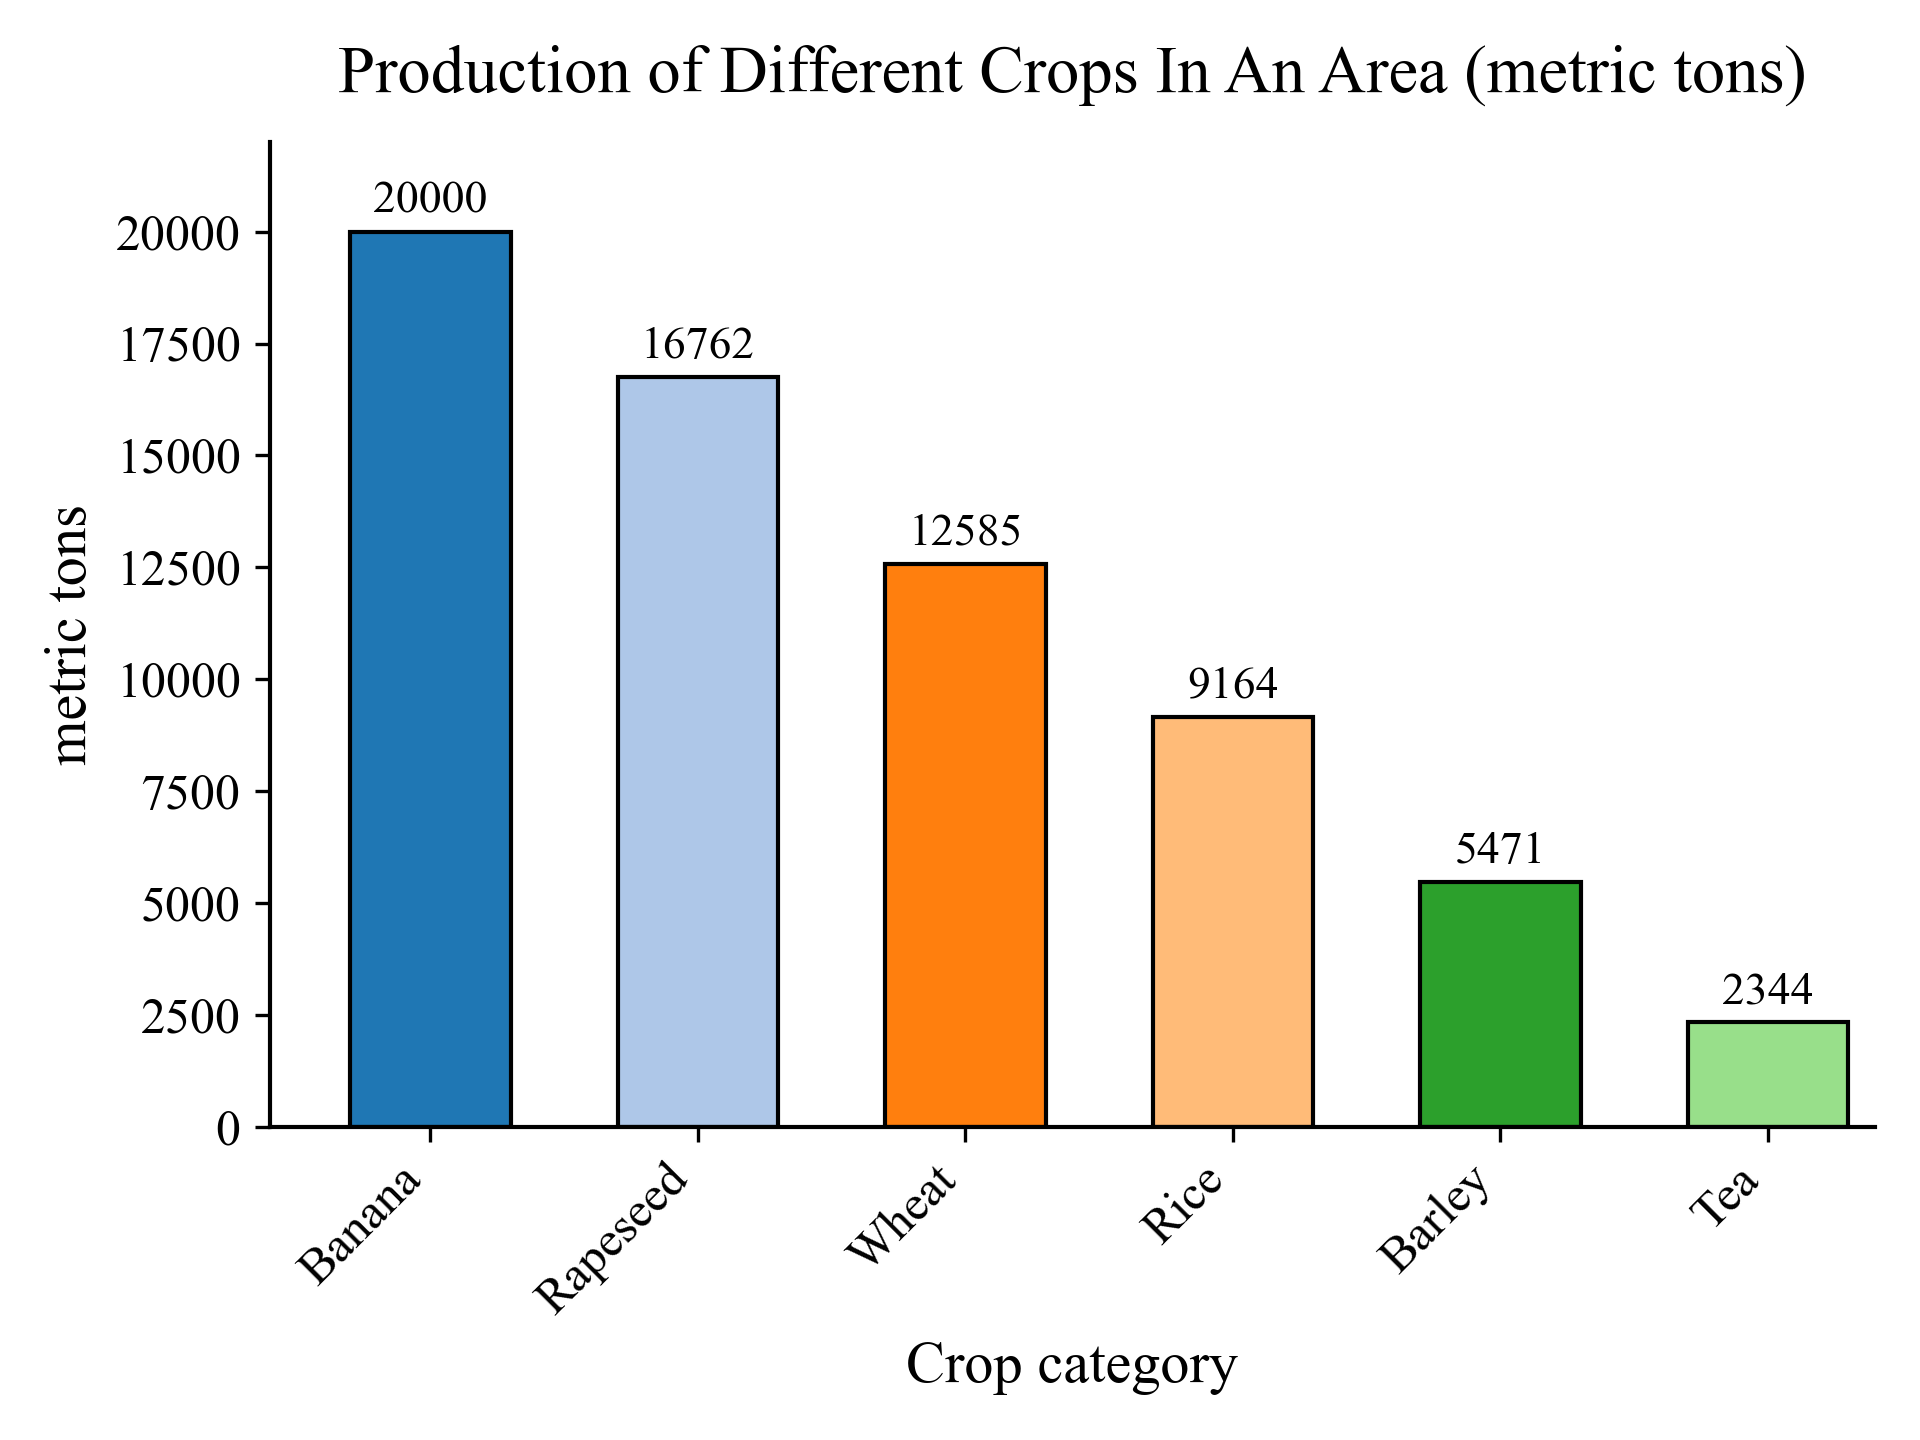 Production of Different Crops In An Area (metric tons)
metric tons
20000
17500
15000
12500
10000
7500
5000
2500
0
20000
16762
12585
9164
5471
2344
Banana
Rapeseed
Wheat
Rice
Barley
Tea
Crop category